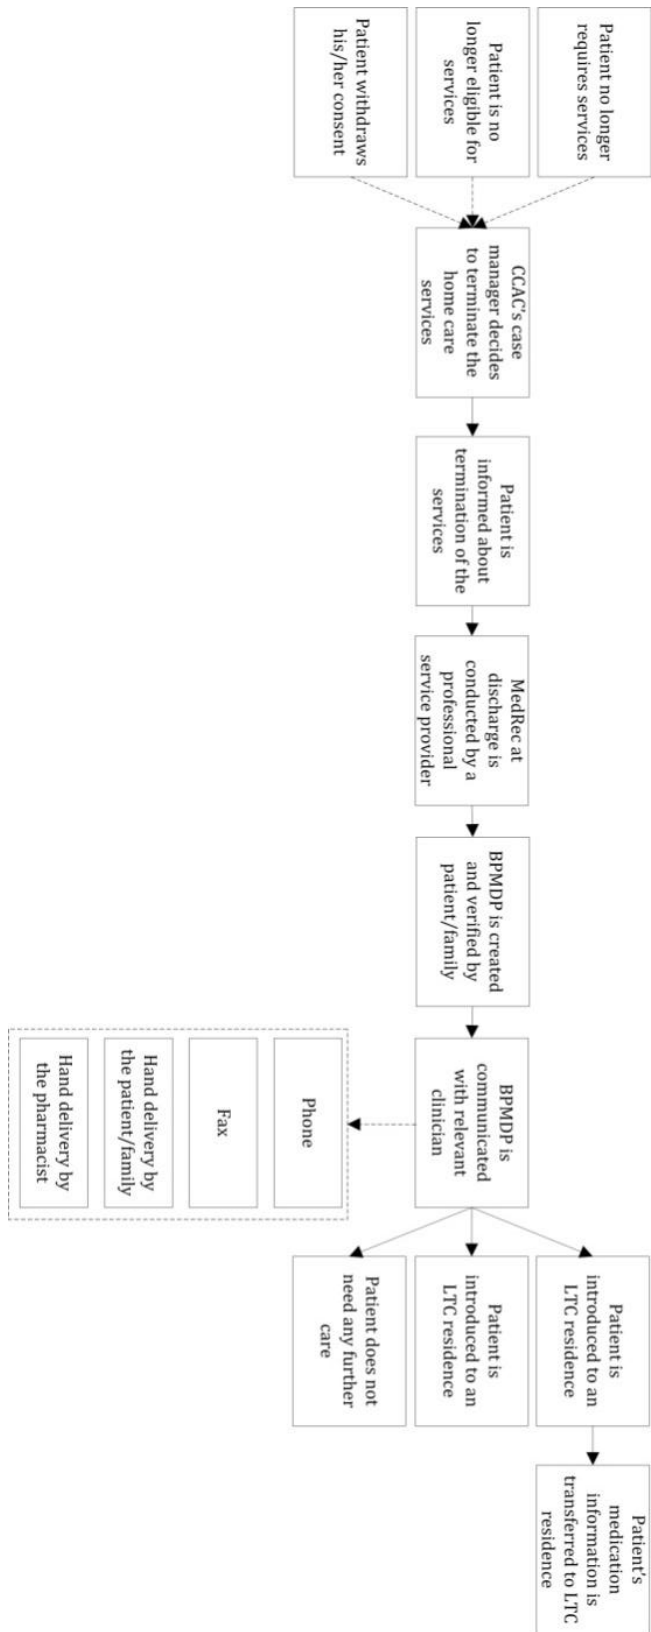 Patient no longer
requires services
Patient is no
longer eligible for
services
Patient withdraws
his/her consent
CCAC's case
manager decides
to terminate the
home care
services
Patient is
informed about
termination of the
services
MedRec at
discharge is
conducted by a
professional
service provider
BPMDP is created
and verified by
patient/family
BPMDP is
communicated
with relevant
clinician
Phone
Fax
Hand delivery by
the patient/family
Hand delivery by
the pharmacist
Patient is
introduced to an
LTC residence
Patient is
introduced to an
LTC residence
Patient does not
need any further
care
Patient's
medication
information is
transferred to LTC
residence